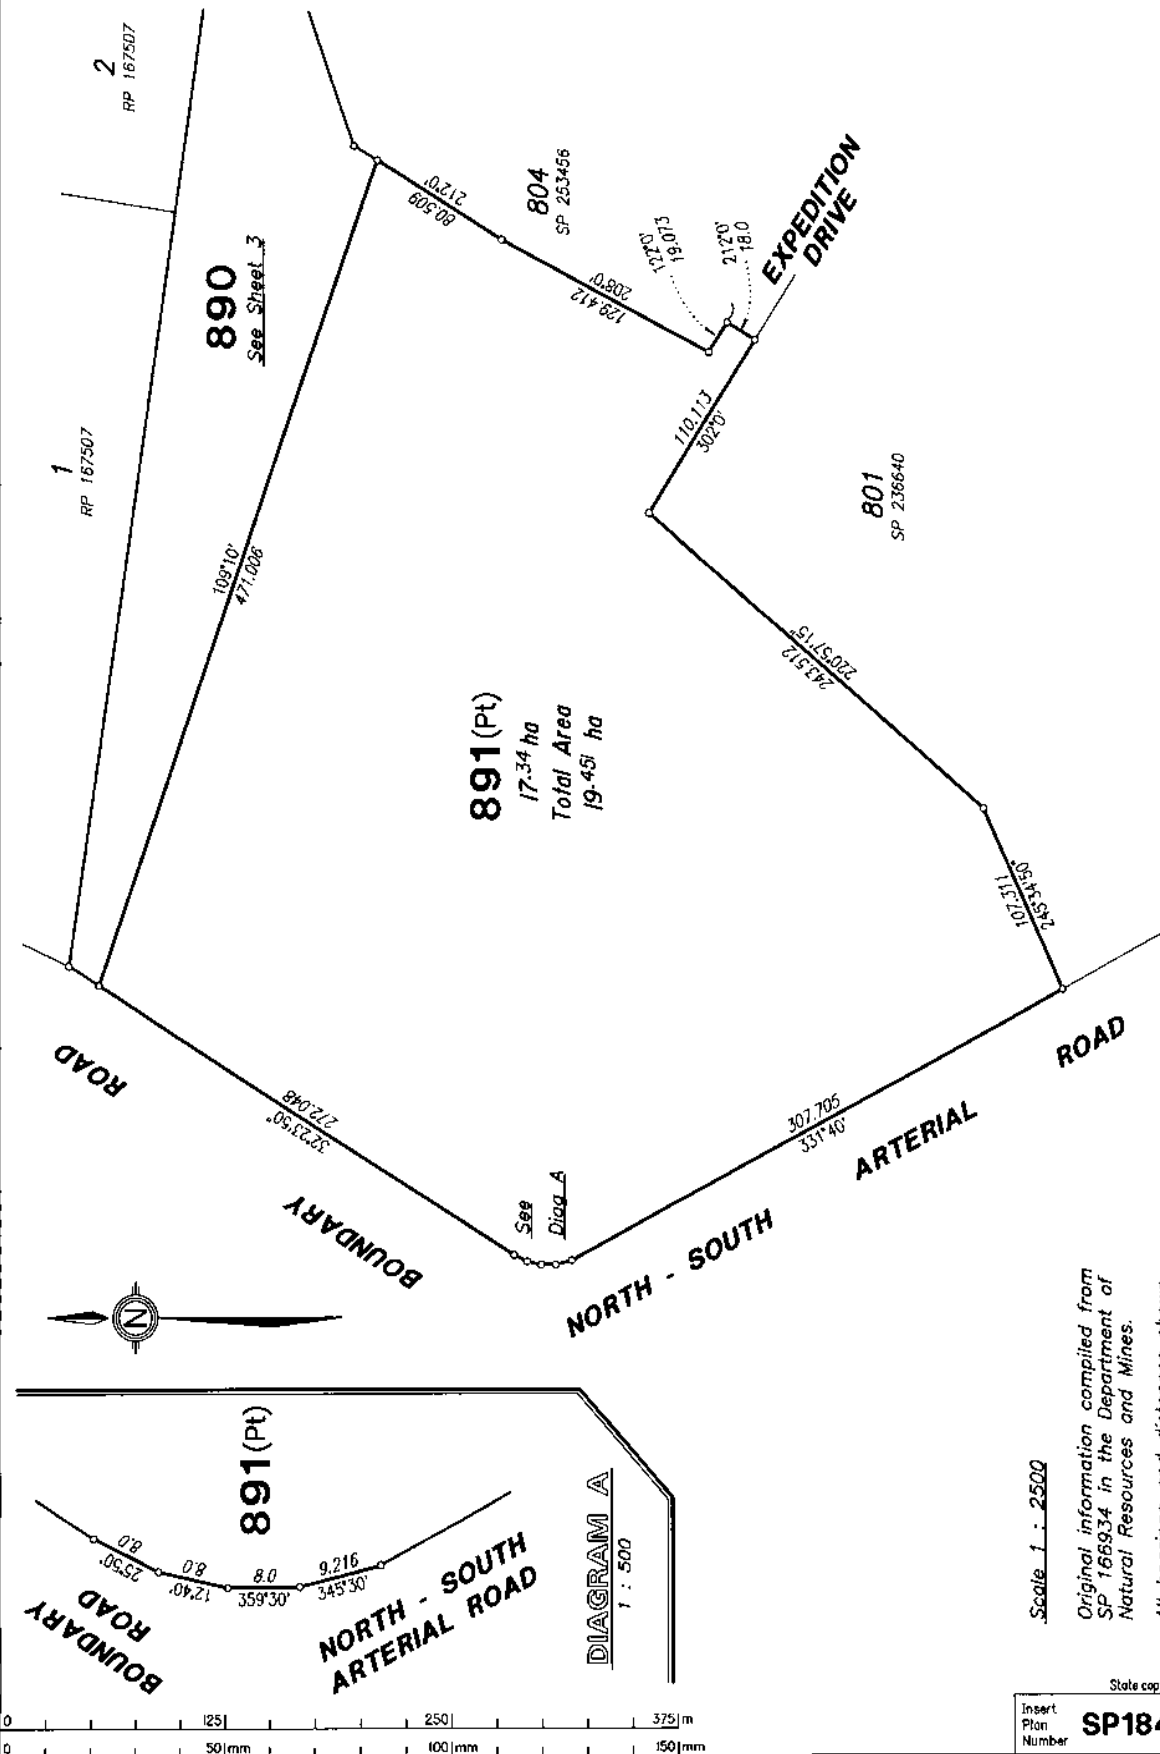 2
RP 167507
1
RP 167507
890
See Sheet 3
804
SP 253456
212°0'
80.509
208°0'
129.412
122°0'
19.073
212°0'
18.0
EXPEDITION
DRIVE
110.113
302°0'
801
SP 236640
109°10'
471.006
891(Pt)
17.34 ha
Total Area
19.451 ha
220°57'15"
243.512
107.311
245°34'50"
ROAD
BOUNDARY
272.048
32°23'50"
See
Diag A
307.705
331°40'
NORTH - SOUTH
ARTERIAL
ROAD
N
891(Pt)
8.0
25°50'
8.0
12°40'
8.0
359°30'
9.216
345°30'
BOUNDARY
ROAD
NORTH - SOUTH
ARTERIAL ROAD
DIAGRAM A
1 : 500
Scale 1 : 2500
Original information compiled from
SP 166934 in the Department of
Natural Resources and Mines.
0 125 250 375 m
0 50 mm 100 mm 150 mm
State cop
Insert
Plan
Number
SP184